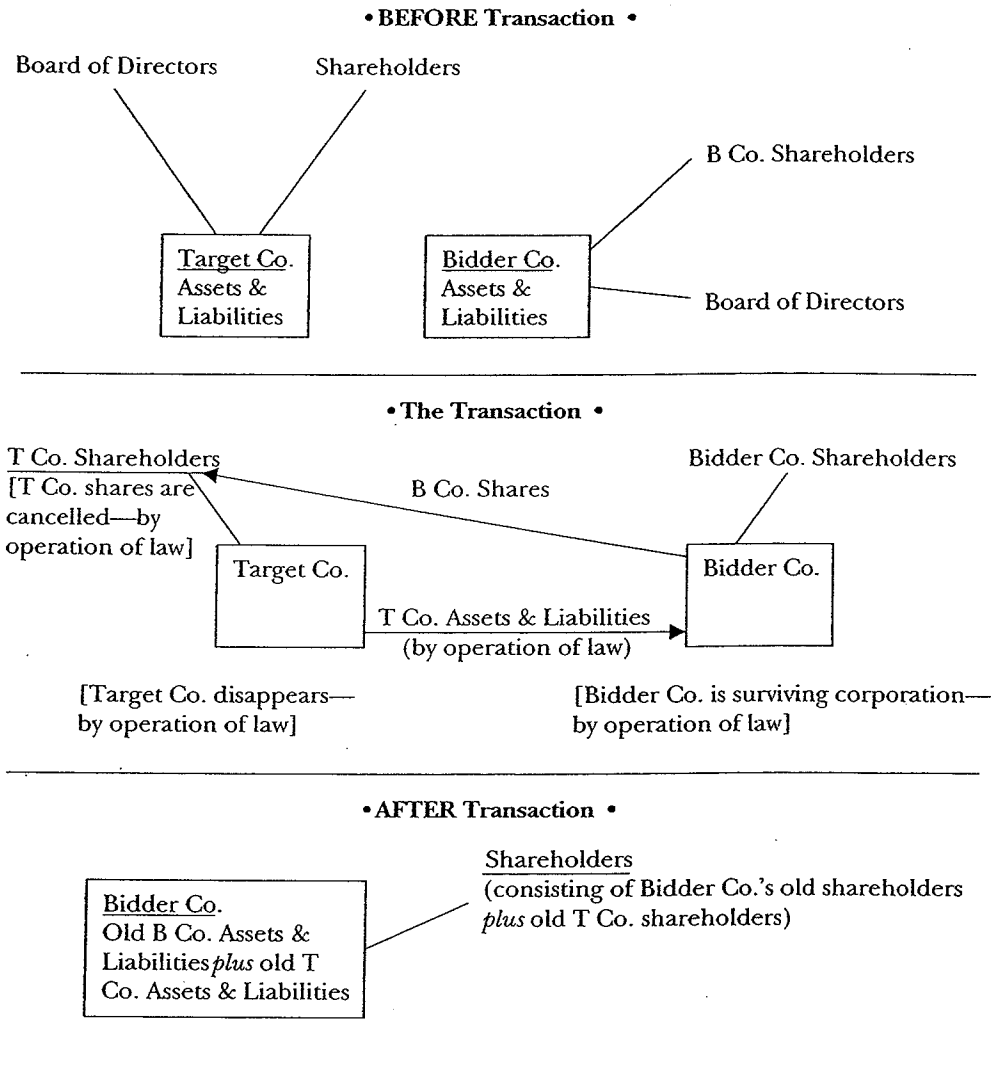 • BEFORE Transaction •
Board of Directors
Shareholders
B Co. Shareholders
Target Co.
Assets &
Liabilities
Bidder Co.
Assets &
Liabilities
Board of Directors
• The Transaction •
T Co. Shareholders
[T Co. shares are
cancelled—by
operation of law]
B Co. Shares
Bidder Co. Shareholders
Target Co.
Bidder Co.
T Co. Assets & Liabilities
(by operation of law)
[Target Co. disappears—
by operation of law]
[Bidder Co. is surviving corporation—
by operation of law]
• AFTER Transaction •
Shareholders
(consisting of Bidder Co.'s old shareholders
plus old T Co. shareholders)
Bidder Co.
Old B Co. Assets &
Liabilities plus old T
Co. Assets & Liabilities